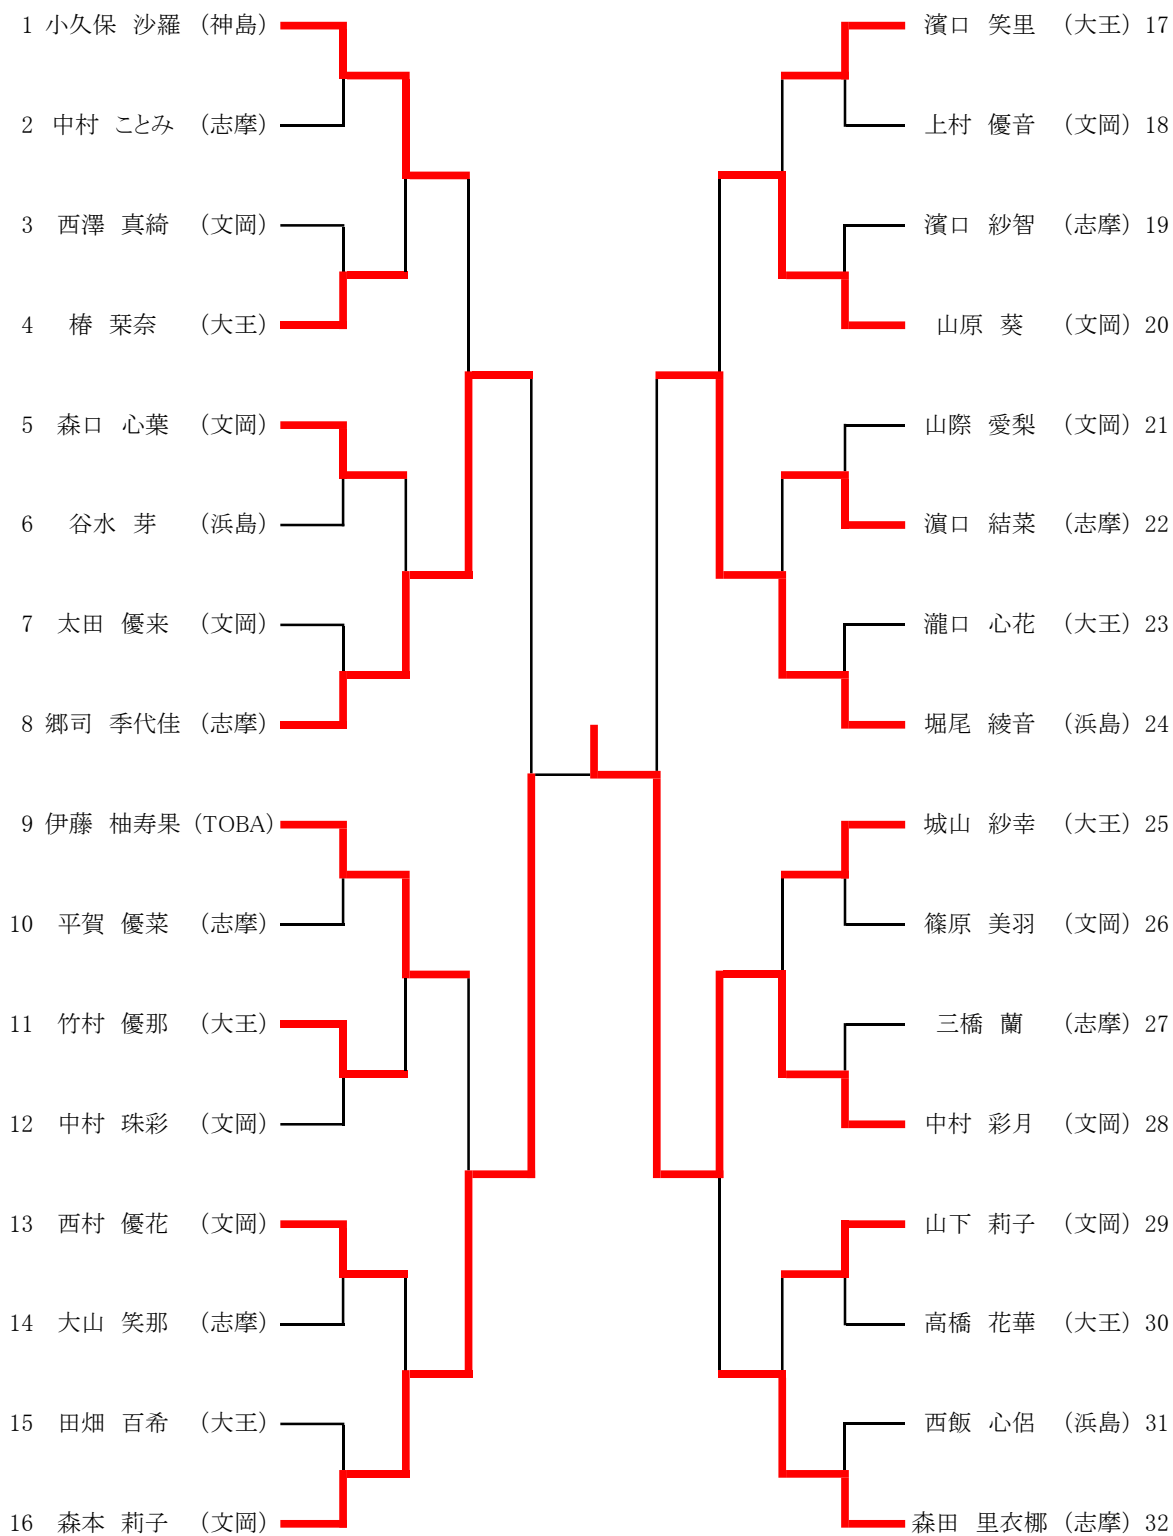 1 小久保 沙羅 (神島)
2 中村 ことみ (志摩)
3 西澤 真綺 (文岡)
4 椿 栞奈 (大王)
5 森口 心葉 (文岡)
6 谷水 芽 (浜島)
7 太田 優来 (文岡)
8 郷司 季代佳 (志摩)
9 伊藤 柚寿果 (TOBA)
10 平賀 優菜 (志摩)
11 竹村 優那 (大王)
12 中村 珠彩 (文岡)
13 西村 優花 (文岡)
14 大山 笑那 (志摩)
15 田畑 百希 (大王)
16 森本 莉子 (文岡)
濱口 笑里 (大王) 17
上村 優音 (文岡) 18
濱口 紗智 (志摩) 19
山原 葵 (文岡) 20
山際 愛梨 (文岡) 21
濵口 結菜 (志摩) 22
瀧口 心花 (大王) 23
堀尾 綾音 (浜島) 24
城山 紗幸 (大王) 25
篠原 美羽 (文岡) 26
三橋 蘭 (志摩) 27
中村 彩月 (文岡) 28
山下 莉子 (文岡) 29
高橋 花華 (大王) 30
西飯 心侶 (浜島) 31
森田 里衣梛 (志摩) 32